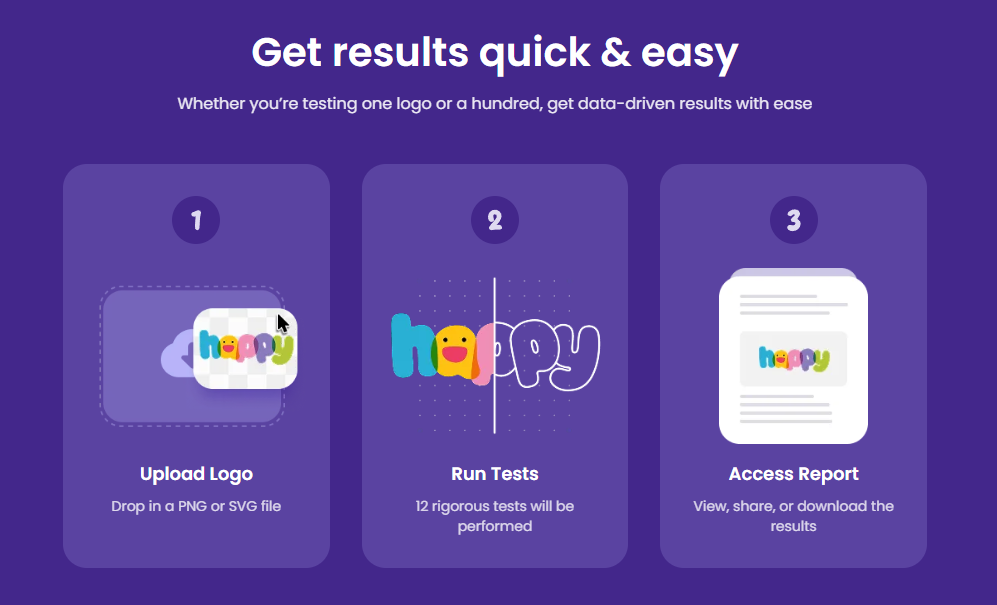 Get results quick & easy
Whether you're testing one logo or a hundred, get data-driven results with ease
1
happy
Upload Logo
Drop in a PNG or SVG file
2
happy
Run Tests
12 rigorous tests will be
performed
3
happy
Access Report
View, share, or download the
results